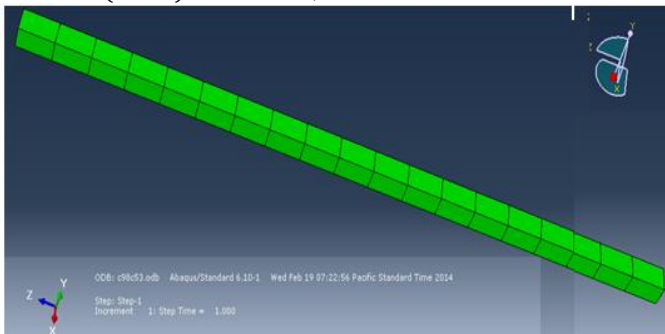 Y
X
ODB: c98c53.odb Abaqus/Standard 6.10-1 Wed Feb 19 07:22:56 Pacific Standard Time 2014
Z Y
Step: Step-1
Increment 1: Step Time = 1.000
X